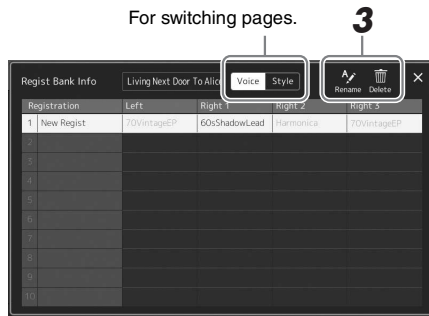 For switching pages.
3
Regist Bank Info Living Next Door To Alice Voice Style Rename Delete
Registration Left Right 1 Right 2 Right 3
1 New Regist 70VintageEP 60sShadowLead Harmonica 70VintageEP
2
3
4
5
6
7
8
9
10